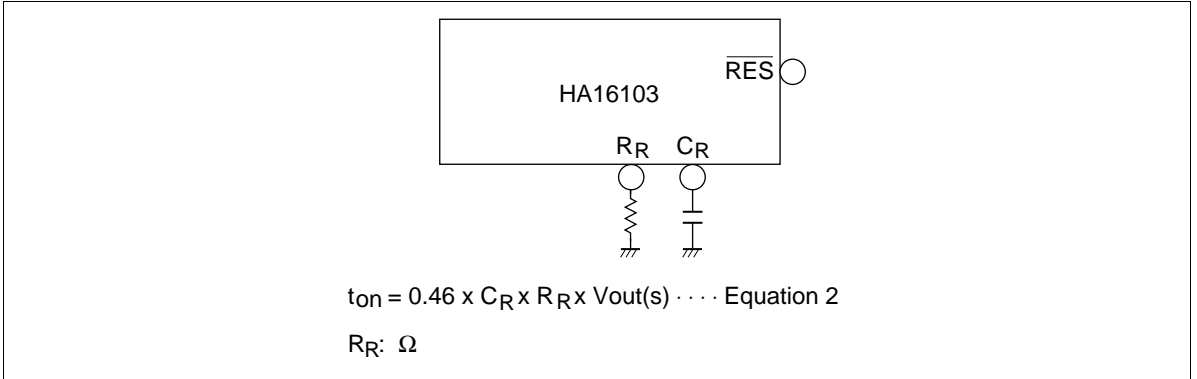 RES
HA16103
RR CR
ton = 0.46 x CR x RR x Vout(s) ···· Equation 2
RR: Ω